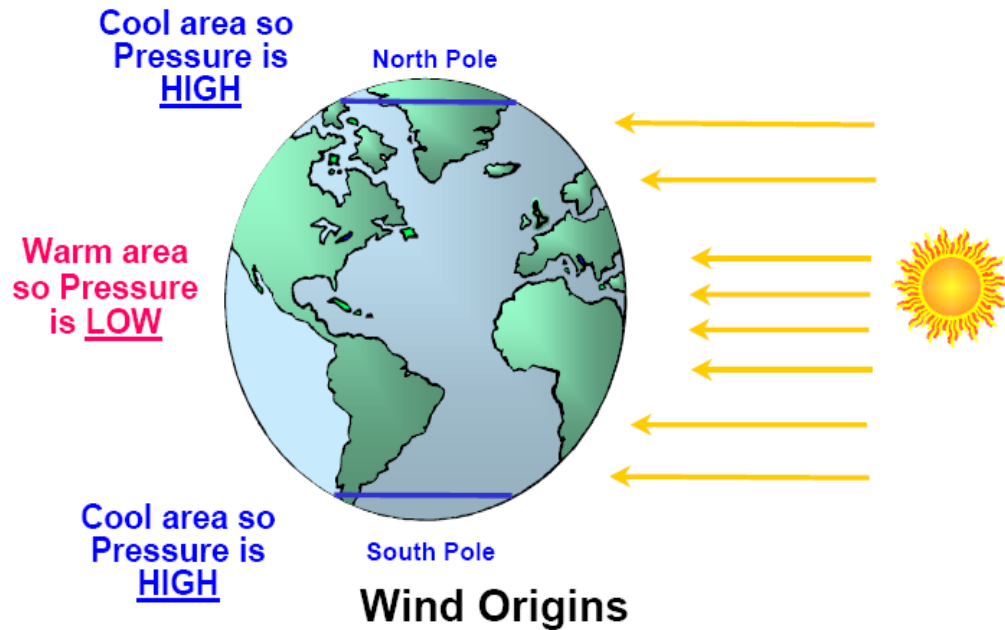 Cool area so
Pressure is
HIGH
North Pole
Warm area
so Pressure
is LOW
Cool area so
Pressure is
HIGH
South Pole
Wind Origins